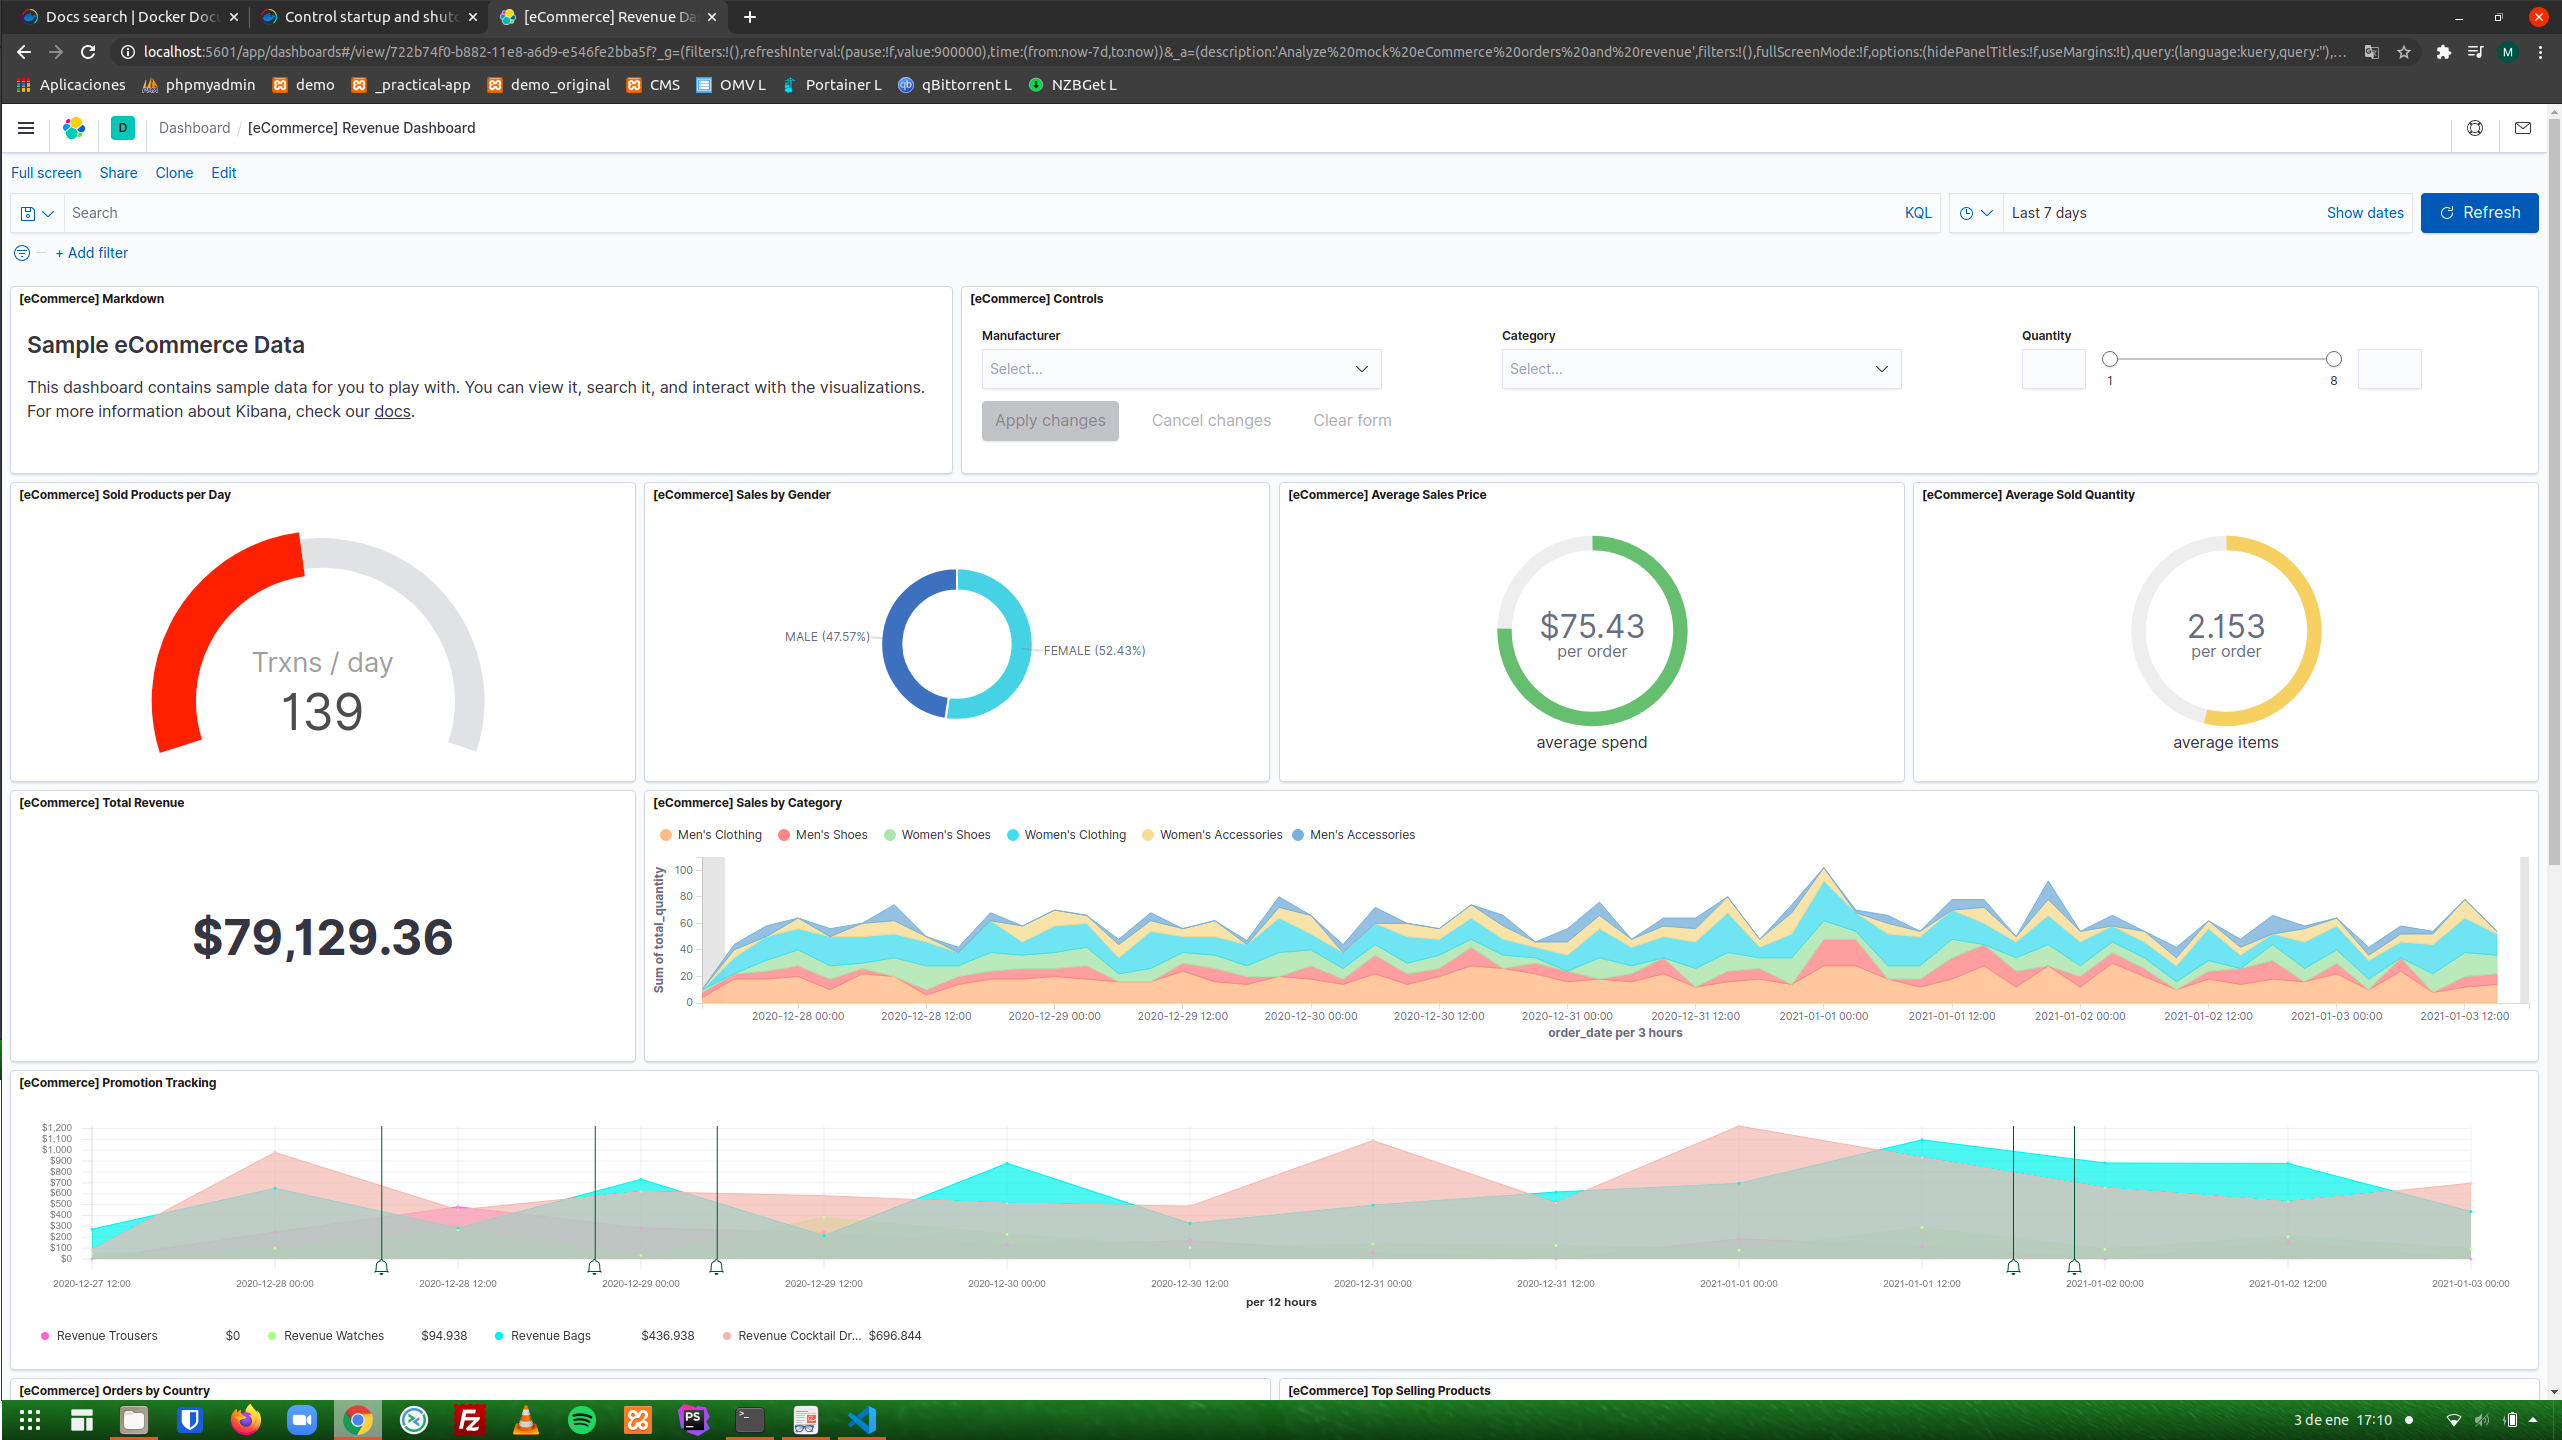 Docs search | Docker Doc
Control startup and shutd
[eCommerce] Revenue Da
localhost:5601/app/dashboards#/view/722b74f0-b882-11e8-a6d9-e546fe2bba5f?_g=(filters:!(),refreshInterval:(pause:!f,value:900000),time:(from:now-7d,to:now))&_a=(description:'Analyze%20mock%20eCommerce%20orders%20and%20revenue',filters:!(),fullScreenMode:!f,options:(hidePanelTitles:!f,useMargins:!t),query:(language:kuery,query:''),...
M
Aplicaciones phpmyadmin demo _practical-app demo_original CMS OMV L Portainer L qBittorrent L NZBGet L
D Dashboard / [eCommerce] Revenue Dashboard
Full screen Share Clone Edit
Search KQL Last 7 days Show dates Refresh
+ Add filter
[eCommerce] Markdown
Sample eCommerce Data
This dashboard contains sample data for you to play with. You can view it, search it, and interact with the visualizations.
For more information about Kibana, check our docs.
[eCommerce] Controls
Manufacturer Category Quantity
Select... Select...
1 8
Apply changes Cancel changes Clear form
[eCommerce] Sold Products per Day
Trxns / day
139
[eCommerce] Sales by Gender
MALE (47.57%)
FEMALE (52.43%)
[eCommerce] Average Sales Price
$75.43
per order
average spend
[eCommerce] Average Sold Quantity
2.153
per order
average items
[eCommerce] Total Revenue
$79,129.36
[eCommerce] Sales by Category
Men's Clothing Men's Shoes Women's Shoes Women's Clothing Women's Accessories Men's Accessories
Sum of total_quantity
100
80
60
40
20
0
2020-12-28 00:00 2020-12-28 12:00 2020-12-29 00:00 2020-12-29 12:00 2020-12-30 00:00 2020-12-30 12:00 2020-12-31 00:00 2020-12-31 12:00 2021-01-01 00:00 2021-01-01 12:00 2021-01-02 00:00 2021-01-02 12:00 2021-01-03 00:00 2021-01-03 12:00
order_date per 3 hours
[eCommerce] Promotion Tracking
$1,200
$1,100
$1,000
$900
$800
$700
$600
$500
$400
$300
$200
$100
$0
2020-12-27 12:00 2020-12-28 00:00 2020-12-28 12:00 2020-12-29 00:00 2020-12-29 12:00 2020-12-30 00:00 2020-12-30 12:00 2020-12-31 00:00 2020-12-31 12:00 2021-01-01 00:00 2021-01-01 12:00 2021-01-02 00:00 2021-01-02 12:00 2021-01-03 00:00
per 12 hours
Revenue Trousers $0 Revenue Watches $94.938 Revenue Bags $436.938 Revenue Cocktail Dr... $696.844
[eCommerce] Orders by Country
[eCommerce] Top Selling Products
3 de ene 17:10